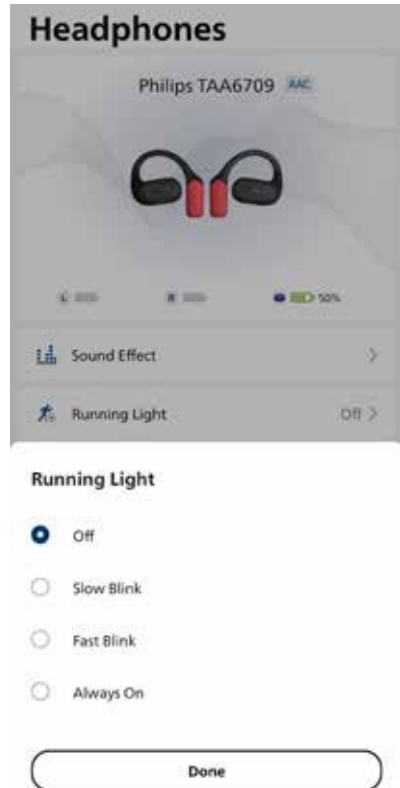 Headphones
Philips TAA6709 AAC
L R 50%
Sound Effect
Running Light Off
Running Light
Off
Slow Blink
Fast Blink
Always On
Done